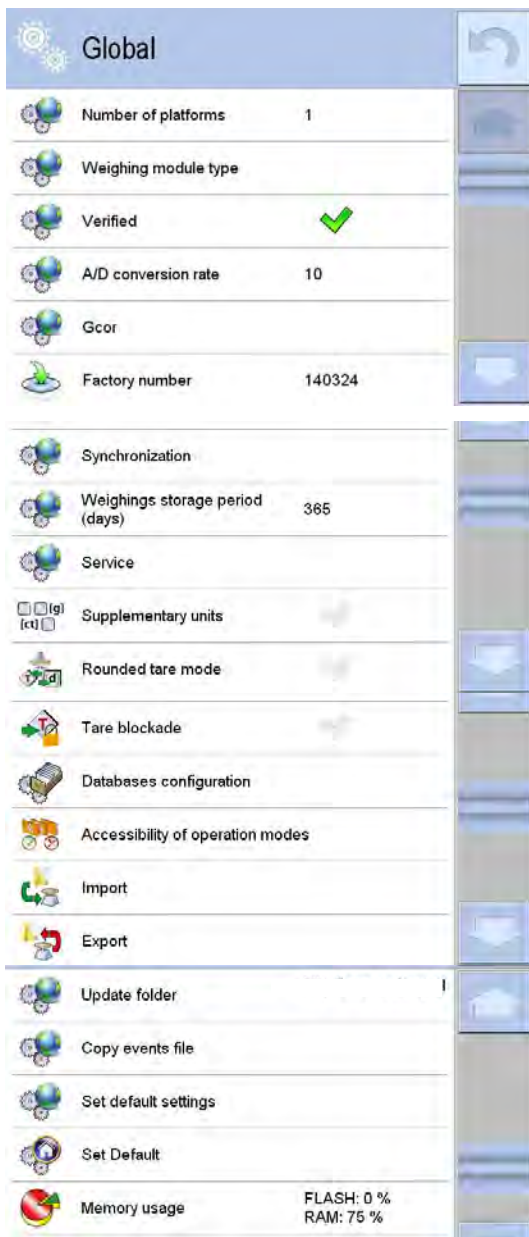 Global
Number of platforms 1
Weighing module type
Verified
A/D conversion rate 10
Gcor
Factory number 140324
Synchronization
Weighings storage period
(days) 365
Service
[g]
[ct]
Supplementary units
T d
Rounded tare mode
T
Tare blockade
Databases configuration
Accessibility of operation modes
Import
Export
Update folder
Copy events file
Set default settings
Set Default
Memory usage FLASH: 0 %
RAM: 75 %